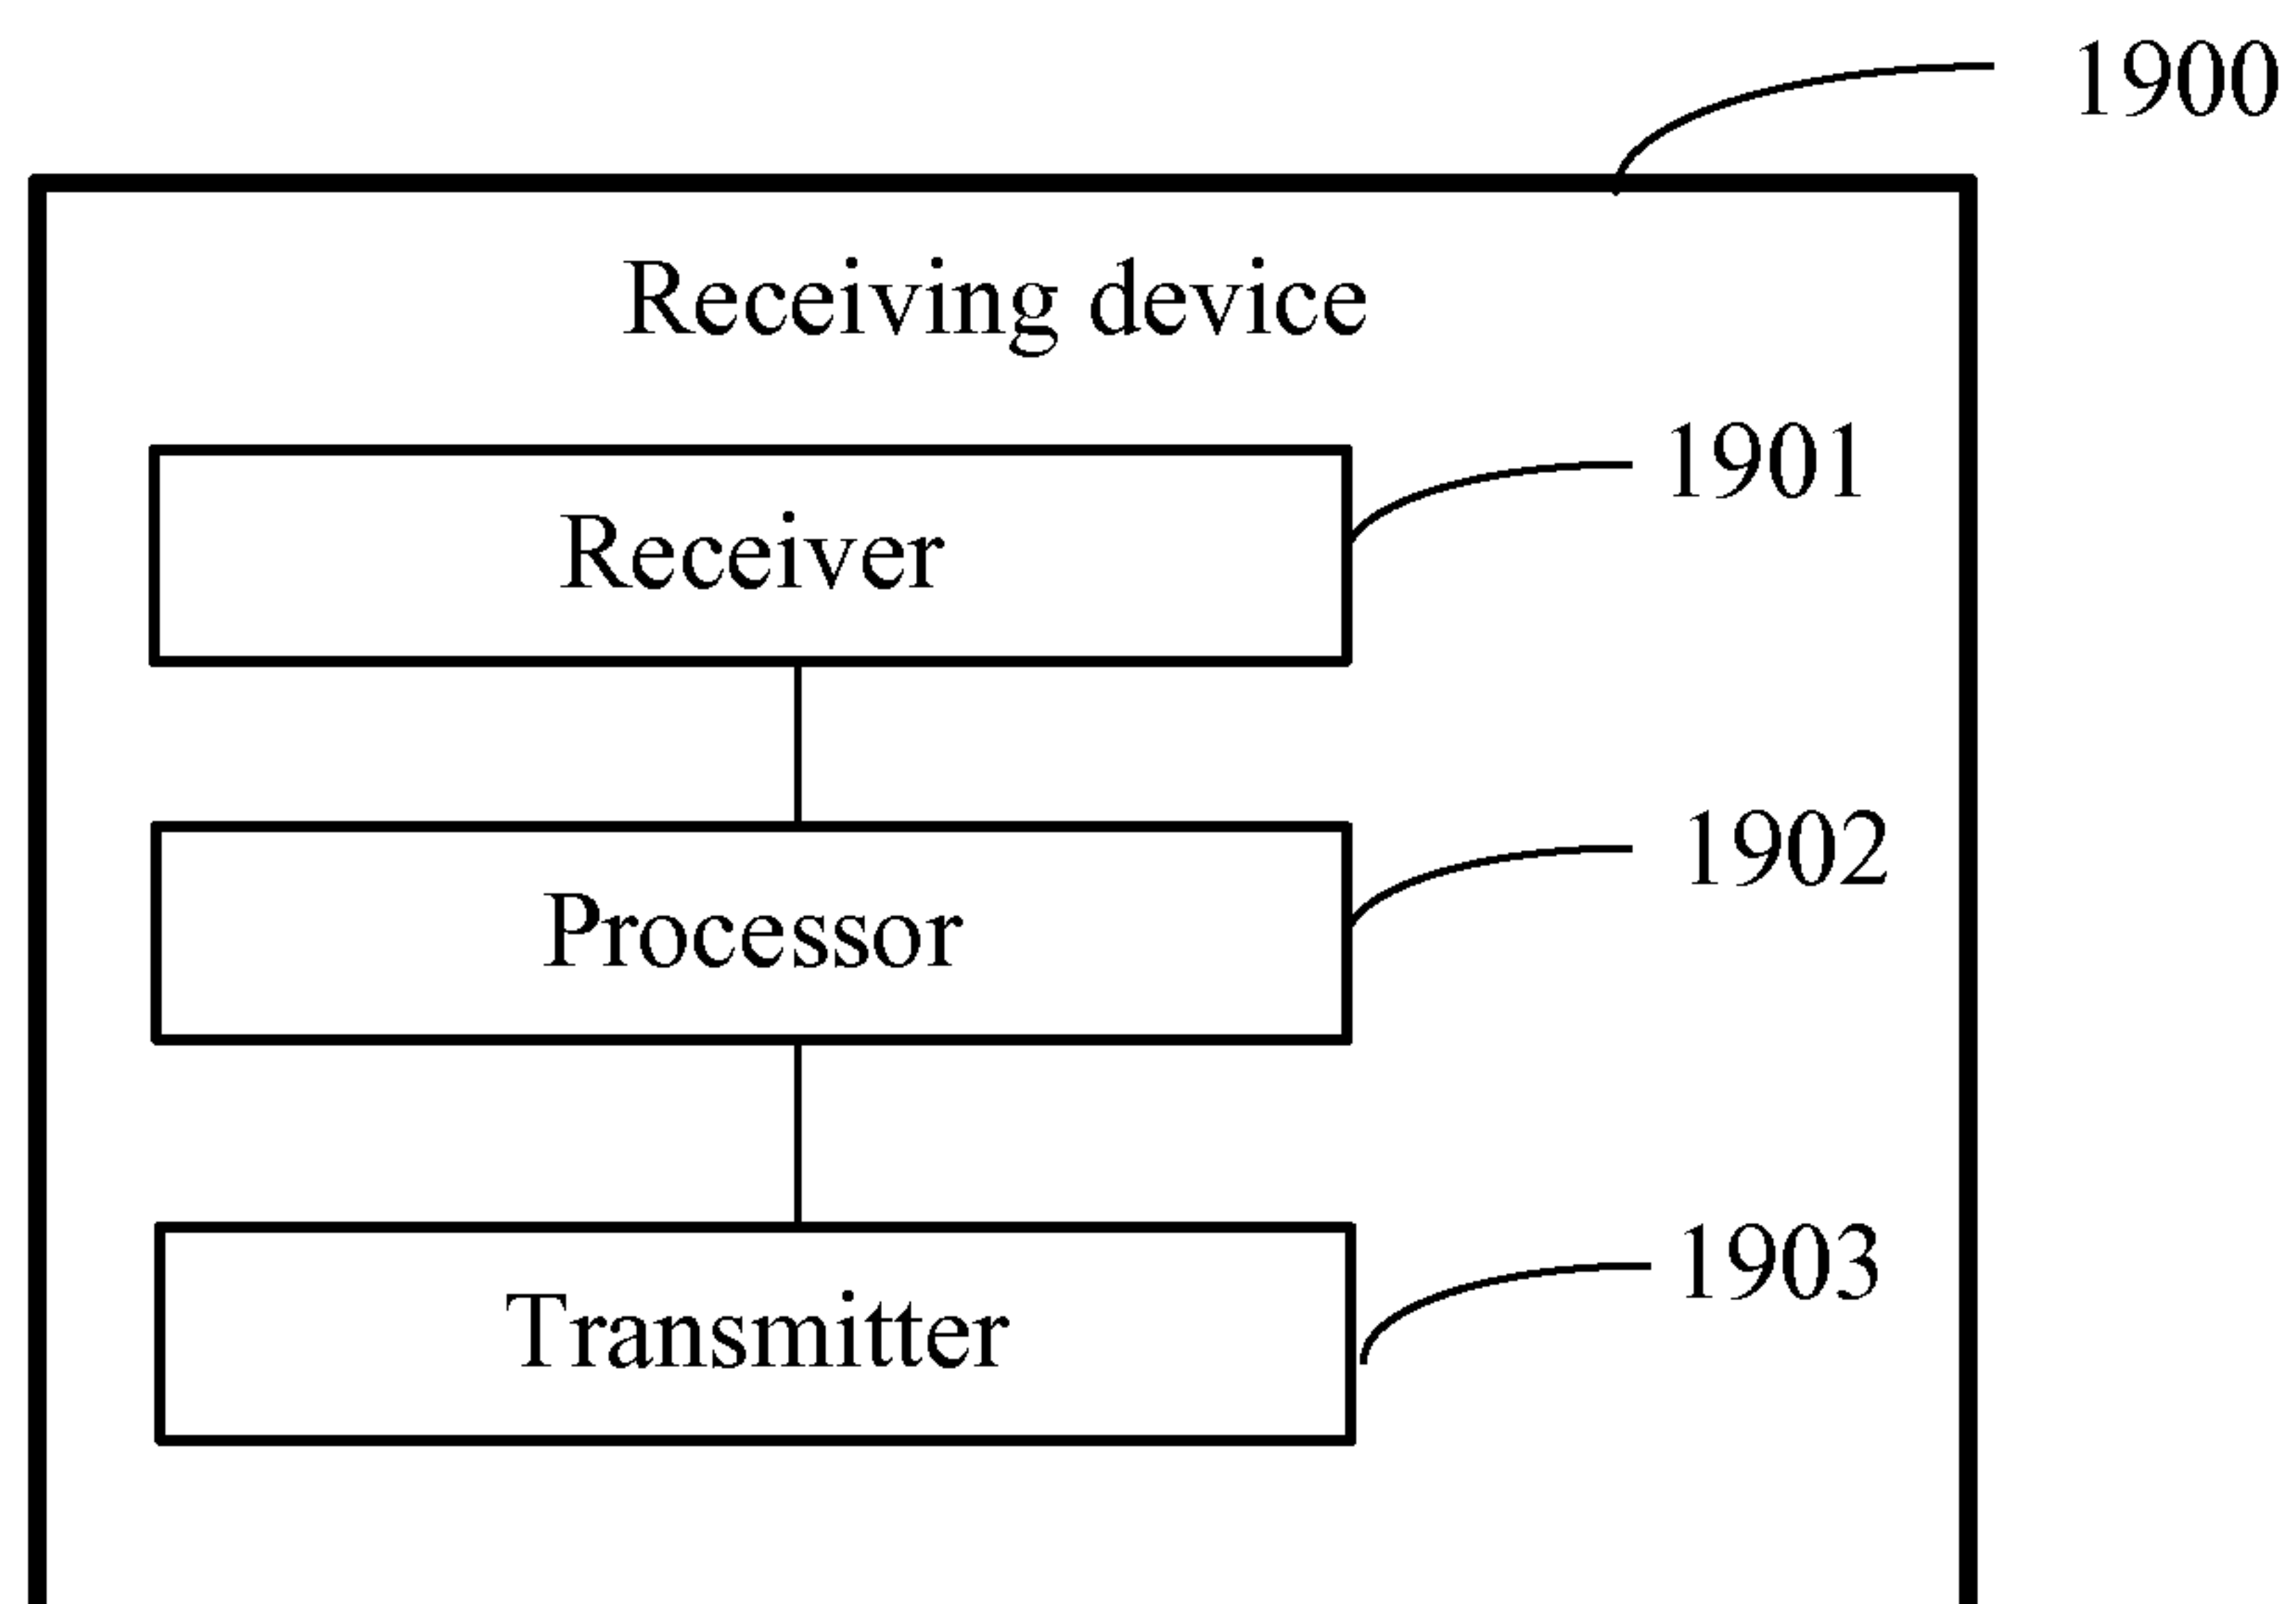 1900
Receiving device
1901
Receiver
1902
Processor
1903
Transmitter